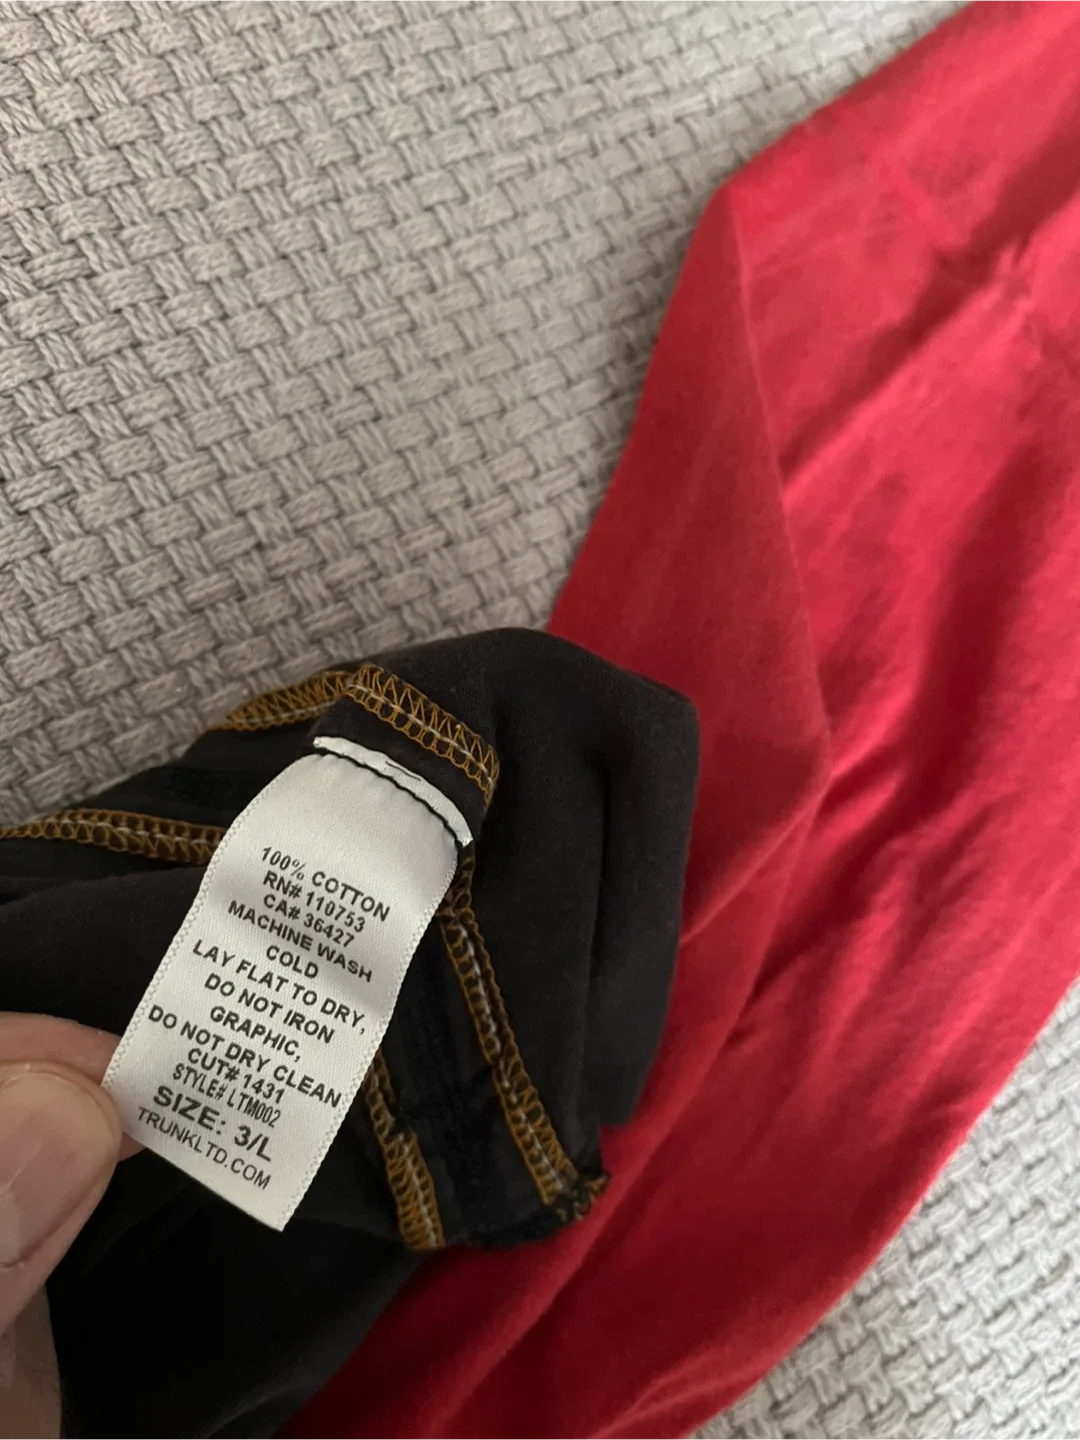 100% COTTON
RN# 110753
CA# 36427
MACHINE WASH
COLD
LAY FLAT TO DRY,
DO NOT IRON
GRAPHIC,
DO NOT DRY CLEAN
CUT# 1431
STYLE# LTM002
SIZE: 3/L
TRUNKLTD.COM